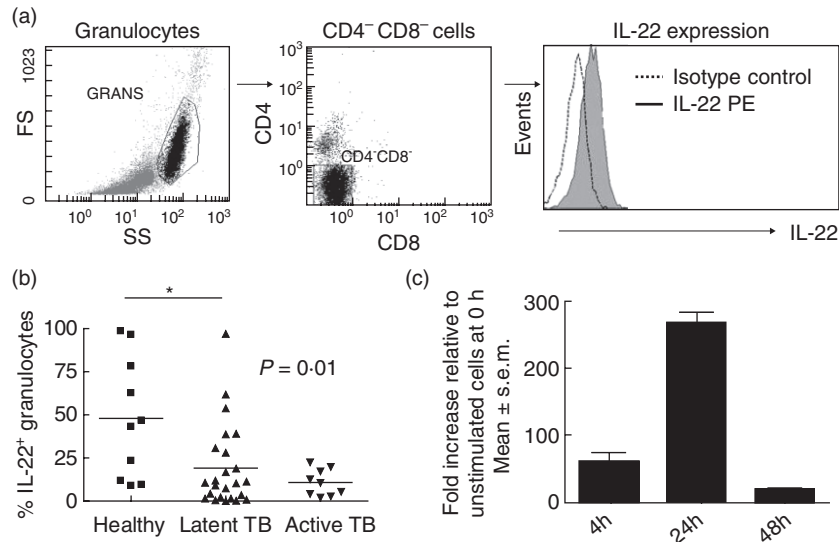 (a)
Granulocytes
CD4⁻ CD8⁻ cells
IL-22 expression
1023
FS
0
GRANS
10⁰ 10¹ 10² 10³
SS
10³
10²
10¹
10⁰
CD4
CD4⁻CD8⁻
10⁰ 10¹ 10² 10³
CD8
Events
Isotype control
IL-22 PE
IL-22
(b)
*
% IL-22⁺ granulocytes
100
75
50
25
0
P = 0·01
Healthy Latent TB Active TB
(c)
Fold increase relative to
unstimulated cells at 0 h
Mean ± s.e.m.
300
200
100
0
4h 24h 48h